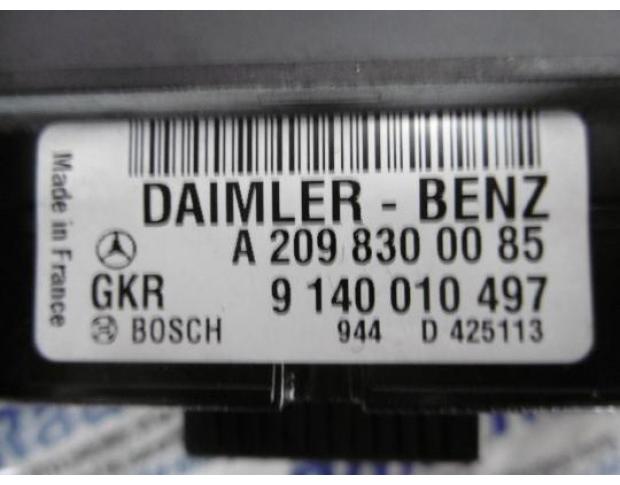 Made in France
DAIMLER - BENZ
A 209 830 00 85
GKR 9 140 010 497
BOSCH 944 D 425113